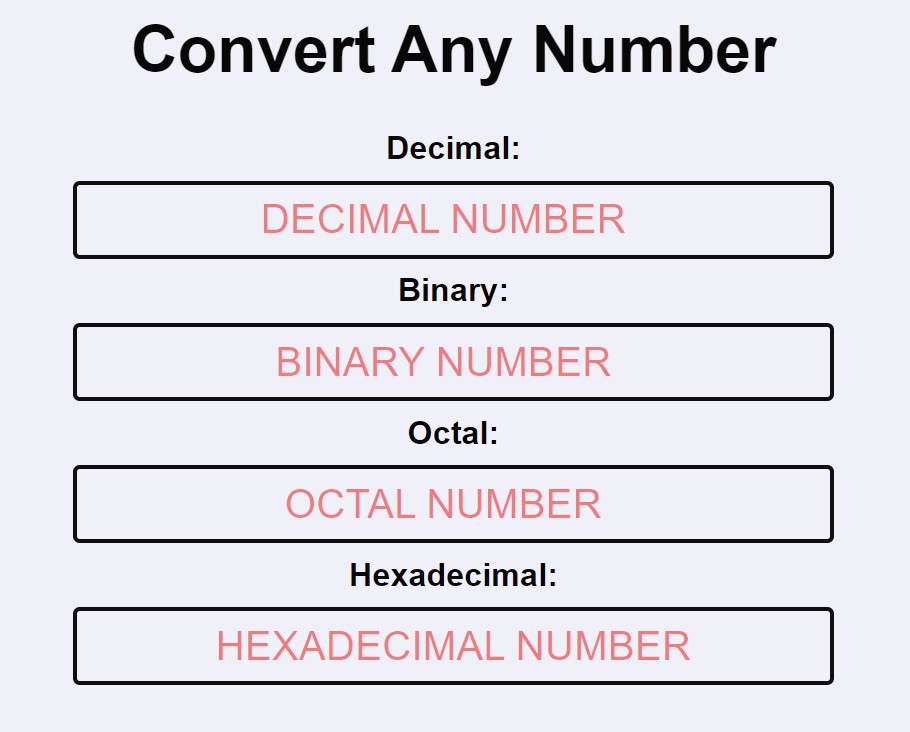 Convert Any Number
Decimal:
DECIMAL NUMBER
Binary:
BINARY NUMBER
Octal:
OCTAL NUMBER
Hexadecimal:
HEXADECIMAL NUMBER